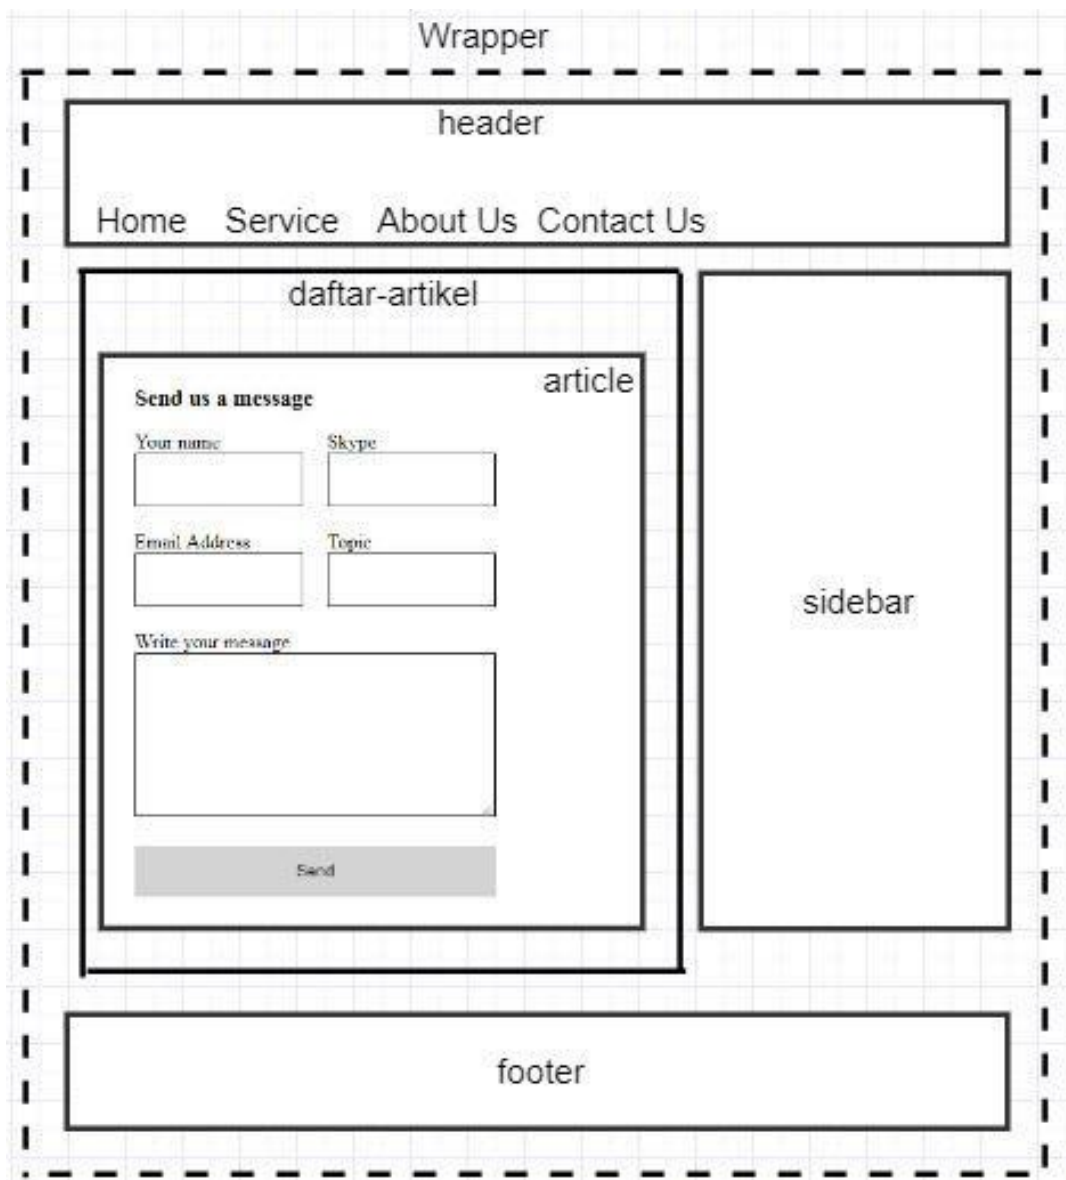 Wrapper
header
Home Service About Us Contact Us
daftar-artikel
article
Send us a message
Your name Skype
Email Address Topic
Write your message
Send
sidebar
footer